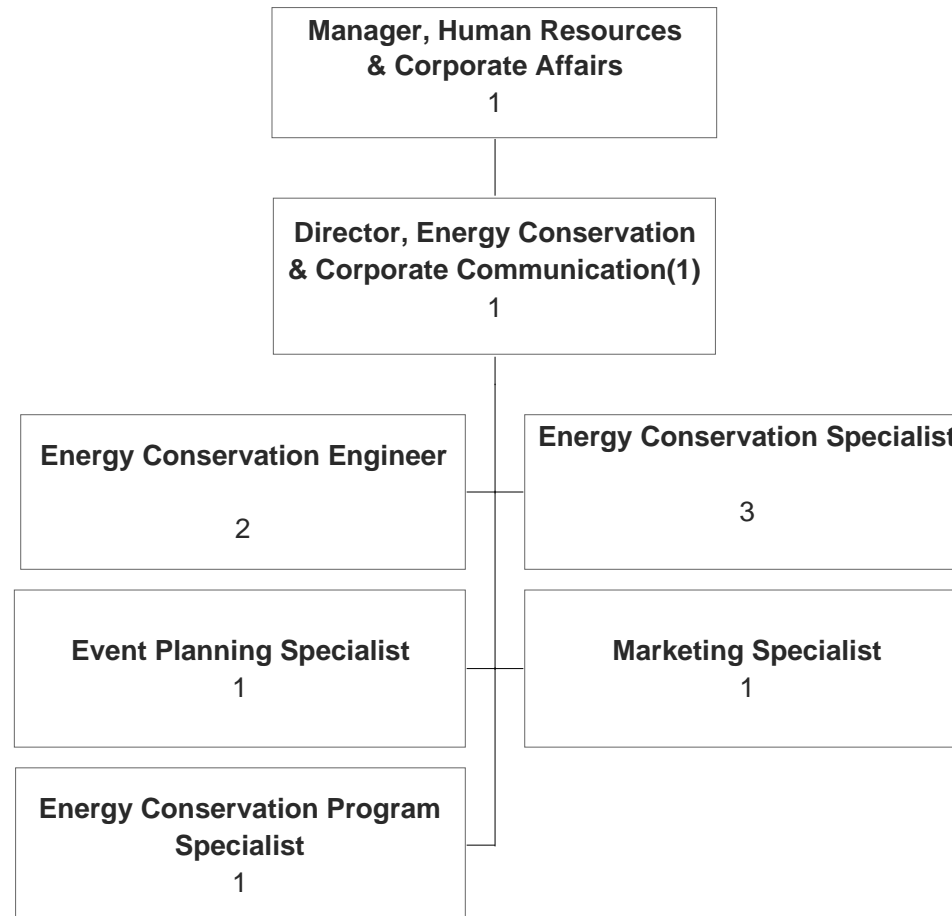 Manager, Human Resources
& Corporate Affairs
1
Director, Energy Conservation
& Corporate Communication(1)
1
Energy Conservation Engineer
2
Energy Conservation Specialist
3
Event Planning Specialist
1
Marketing Specialist
1
Energy Conservation Program
Specialist
1